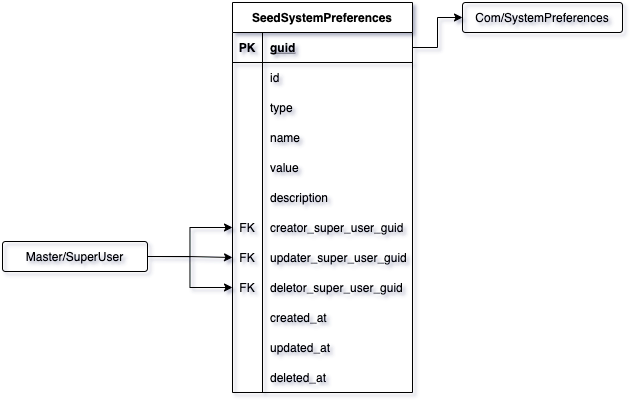 SeedSystemPreferences
Com/SystemPreferences
PK guid
id
type
name
value
description
FK creator_super_user_guid
Master/SuperUser
FK updater_super_user_guid
FK deletor_super_user_guid
created_at
updated_at
deleted_at